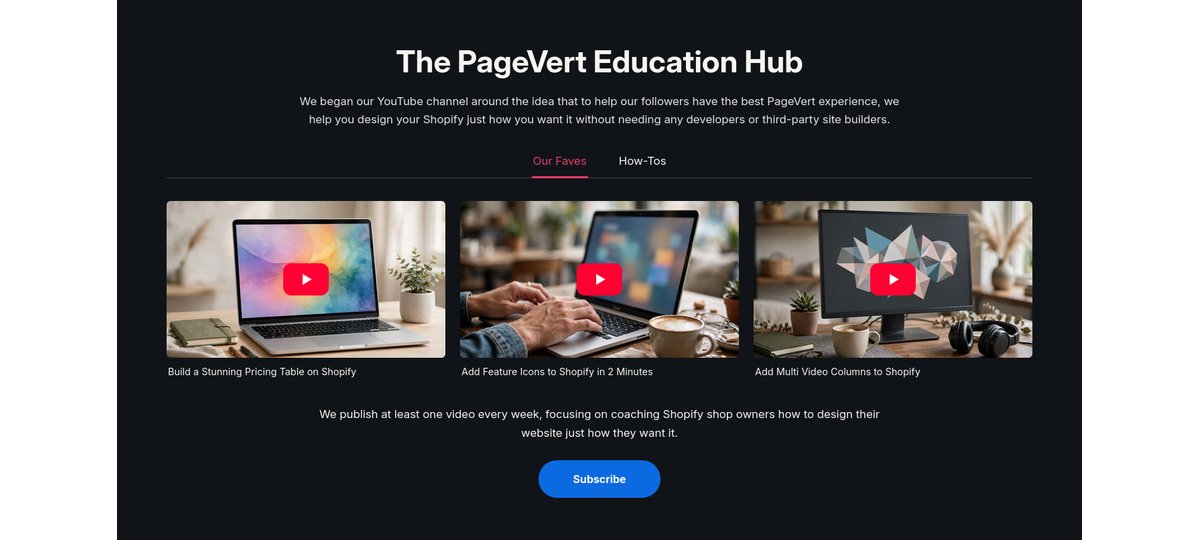 The PageVert Education Hub
We began our YouTube channel around the idea that to help our followers have the best PageVert experience, we
help you design your Shopify just how you want it without needing any developers or third-party site builders.
Our Faves
How-Tos
Build a Stunning Pricing Table on Shopify
Add Feature Icons to Shopify in 2 Minutes
Add Multi Video Columns to Shopify
We publish at least one video every week, focusing on coaching Shopify shop owners how to design their
website just how they want it.
Subscribe